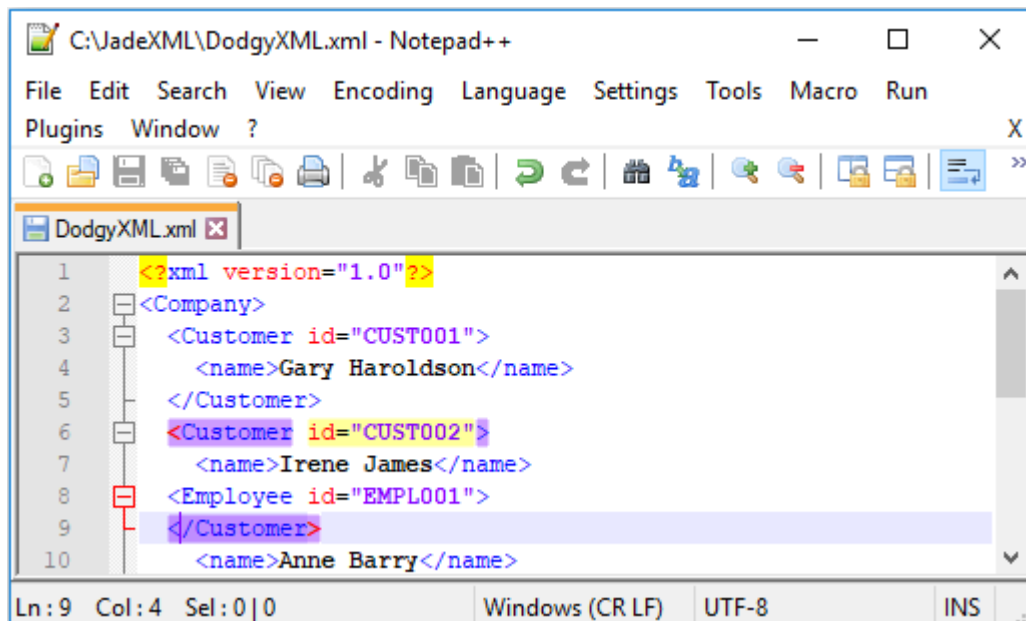 C:\JadeXML\DodgyXML.xml - Notepad++
File Edit Search View Encoding Language Settings Tools Macro Run
Plugins Window ? X
DodgyXML.xml
1 <?xml version="1.0"?>
2 <Company>
3 <Customer id="CUST001">
4 <name>Gary Haroldson</name>
5 </Customer>
6 <Customer id="CUST002">
7 <name>Irene James</name>
8 <Employee id="EMPL001">
9 </Customer>
10 <name>Anne Barry</name>
Ln : 9 Col : 4 Sel : 0 | 0 Windows (CR LF) UTF-8 INS